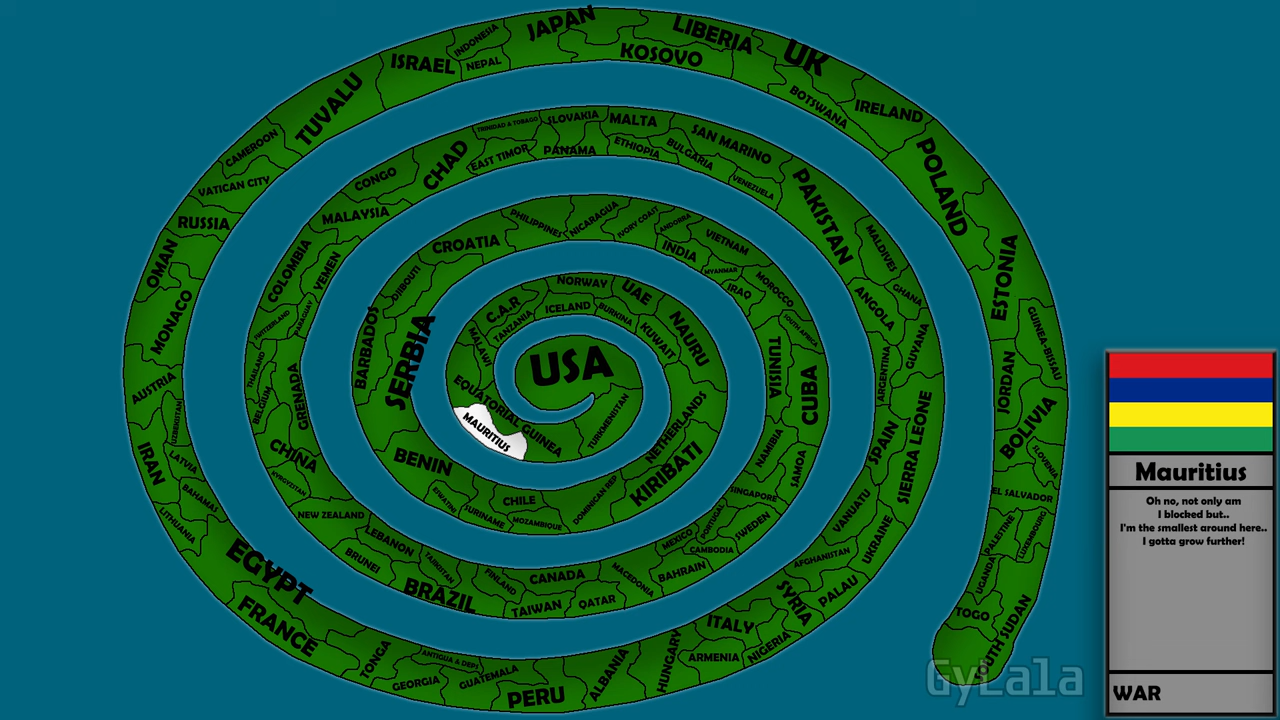 JAPAN
LIBERIA
UK
INDONESIA
ISRAEL
NEPAL
KOSOVO
BOTSWANA
IRELAND
TUVALU
CAMEROON
VATICAN CITY
RUSSIA
OMAN
MONACO
AUSTRIA
UZBEKISTAN
IRAN
LATVIA
BAHAMAS
LITHUANIA
EGYPT
FRANCE
TONGA
ANTIGUA & DEPS
GEORGIA
GUATEMALA
PERU
ALBANIA
HUNGARY
ITALY
ARMENIA
NIGERIA
SYRIA
PALAU
AFGHANISTAN
UKRAINE
VANUATU
SIERRA LEONE
SPAIN
ARGENTINA
GUYANA
ANGOLA
GHANA
MALDIVES
PAKISTAN
SAN MARINO
VENEZUELA
BULGARIA
ETHIOPIA
MALTA
SLOVAKIA
PANAMA
TRINIDAD & TOBAGO
EAST TIMOR
CHAD
CONGO
MALAYSIA
COLOMBIA
YEMEN
PARAGUAY
SWITZERLAND
THAILAND
BELGIUM
GRENADA
CHINA
KYRGYZSTAN
NEW ZEALAND
LEBANON
BRUNEI
TAJIKISTAN
BRAZIL
FINLAND
CANADA
TAIWAN
QATAR
MACEDONIA
BAHRAIN
MEXICO
CAMBODIA
PORTUGAL
SWEDEN
SINGAPORE
SAMOA
NAMIBIA
CUBA
TUNISIA
SOUTH AFRICA
MOROCCO
IRAQ
MYANMAR
VIETNAM
INDIA
ANDORRA
IVORY COAST
NICARAGUA
PHILIPPINES
CROATIA
DJIBOUTI
BARBADOS
SERBIA
BENIN
ESWATINI
SURINAME
CHILE
MOZAMBIQUE
DOMINICAN REP.
KIRIBATI
NETHERLANDS
NAURU
KUWAIT
UAE
BURKINA
NORWAY
ICELAND
C.A.R
TANZANIA
MALAWI
EQUATORIAL GUINEA
MAURITIUS
TURKMENISTAN
USA
POLAND
ESTONIA
GUINEA-BISSAU
JORDAN
BOLIVIA
SLOVENIA
EL SALVADOR
PALESTINE
LUXEMBOURG
UGANDA
TOGO
SOUTH SUDAN
GyLala
Mauritius
Oh no, not only am
I blocked but..
I'm the smallest around here..
I gotta grow further!
WAR